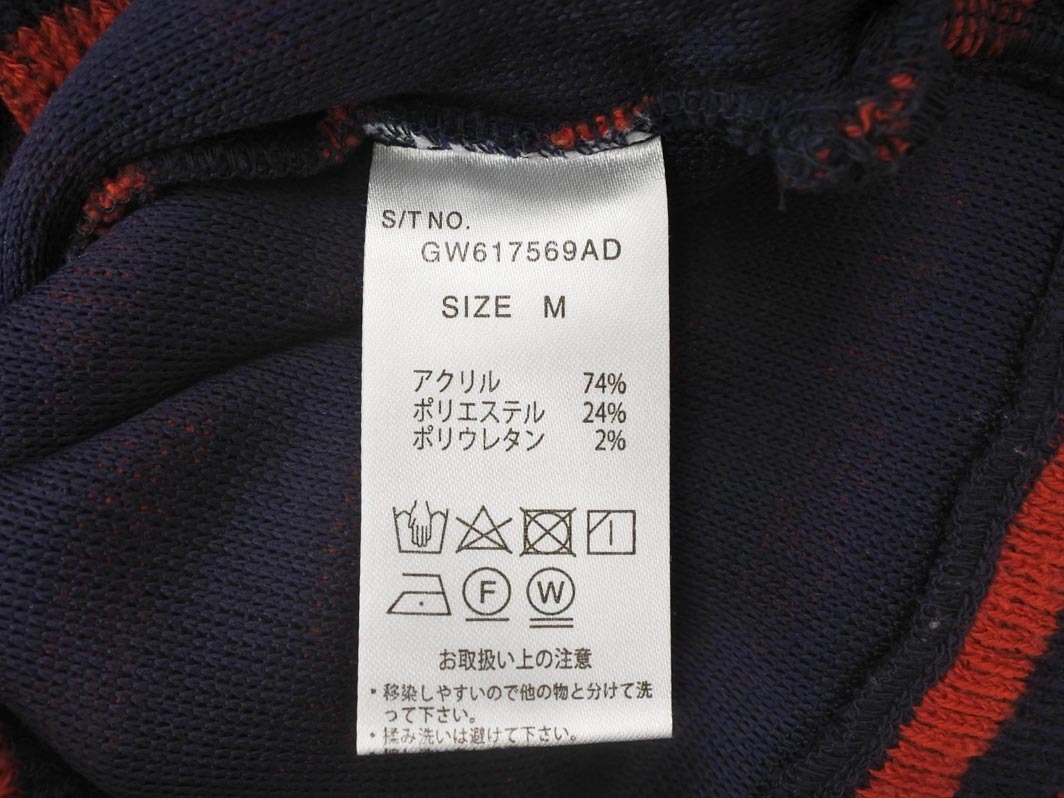 S/T NO.
GW617569AD
SIZE M
アクリル 74%
ポリエステル 24%
ポリウレタン 2%
F W
お取扱い上の注意
・移染しやすいので他の物と分けて洗
って下さい。
・揉み洗いは避けて下さい。